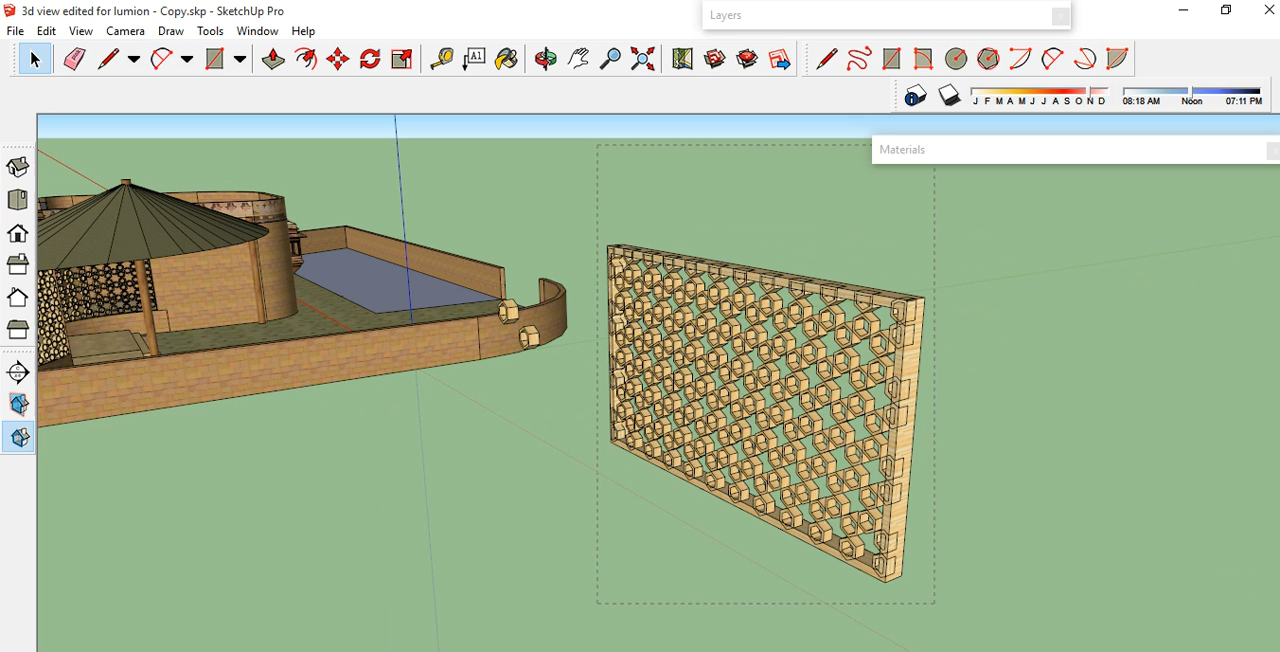 3d view edited for lumion - Copy.skp - SketchUp Pro
Layers
File Edit View Camera Draw Tools Window Help
A1
J F M A M J J A S O N D 08:18 AM Noon 07:11 PM
Materials